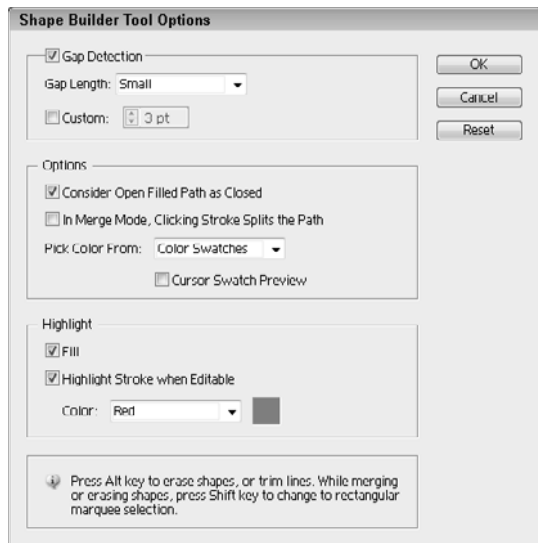 Shape Builder Tool Options
Gap Detection
Gap Length: Small
Custom: 3 pt
OK
Cancel
Reset
Options
Consider Open Filled Path as Closed
In Merge Mode, Clicking Stroke Splits the Path
Pick Color From: Color Swatches
Cursor Swatch Preview
Highlight
Fill
Highlight Stroke when Editable
Color: Red
Press Alt key to erase shapes, or trim lines. While merging
or erasing shapes, press Shift key to change to rectangular
marquee selection.